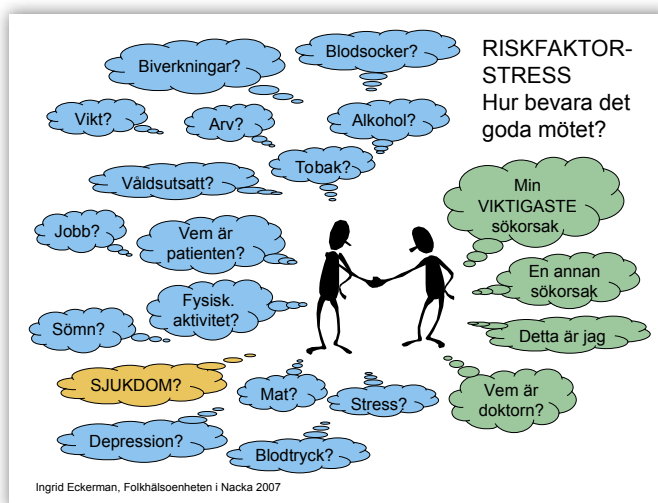 RISKFAKTOR-
STRESS
Hur bevara det
goda mötet?
Blodsocker?
Biverkningar?
Vikt?
Arv?
Alkohol?
Tobak?
Våldsutsatt?
Jobb?
Vem är
patienten?
Fysisk.
aktivitet?
Sömn?
SJUKDOM?
Mat?
Stress?
Depression?
Blodtryck?
Min
VIKTIGASTE
sökorsak
En annan
sökorsak
Detta är jag
Vem är
doktorn?
Ingrid Eckerman, Folkhälsoenheten i Nacka 2007